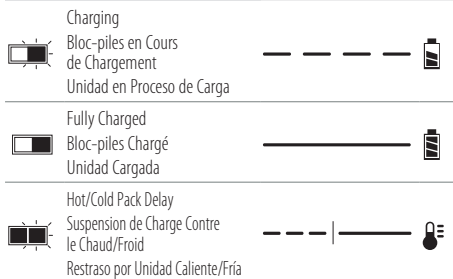 Charging
Bloc-piles en Cours
de Chargement
Unidad en Proceso de Carga
Fully Charged
Bloc-piles Chargé
Unidad Cargada
Hot/Cold Pack Delay
Suspension de Charge Contre
le Chaud/Froid
Restraso por Unidad Caliente/Fría